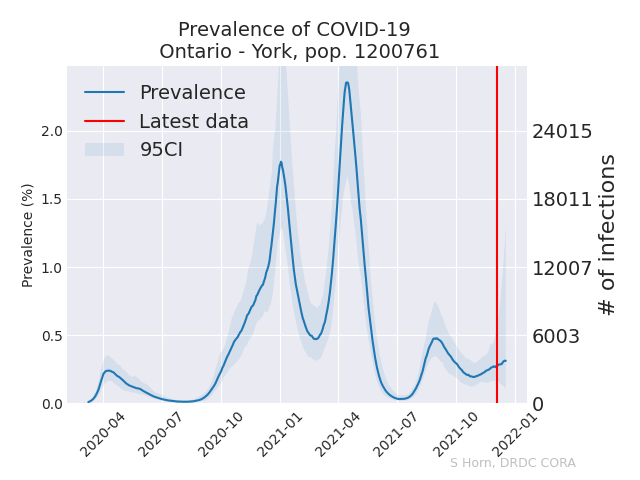 Prevalence of COVID-19
Ontario - York, pop. 1200761
Prevalence
Latest data
95CI
Prevalence (%)
2.0
1.5
1.0
0.5
0.0
24015
18011
12007
6003
0
# of infections
2020-04
2020-07
2020-10
2021-01
2021-04
2021-07
2021-10
2022-01
S Horn, DRDC CORA